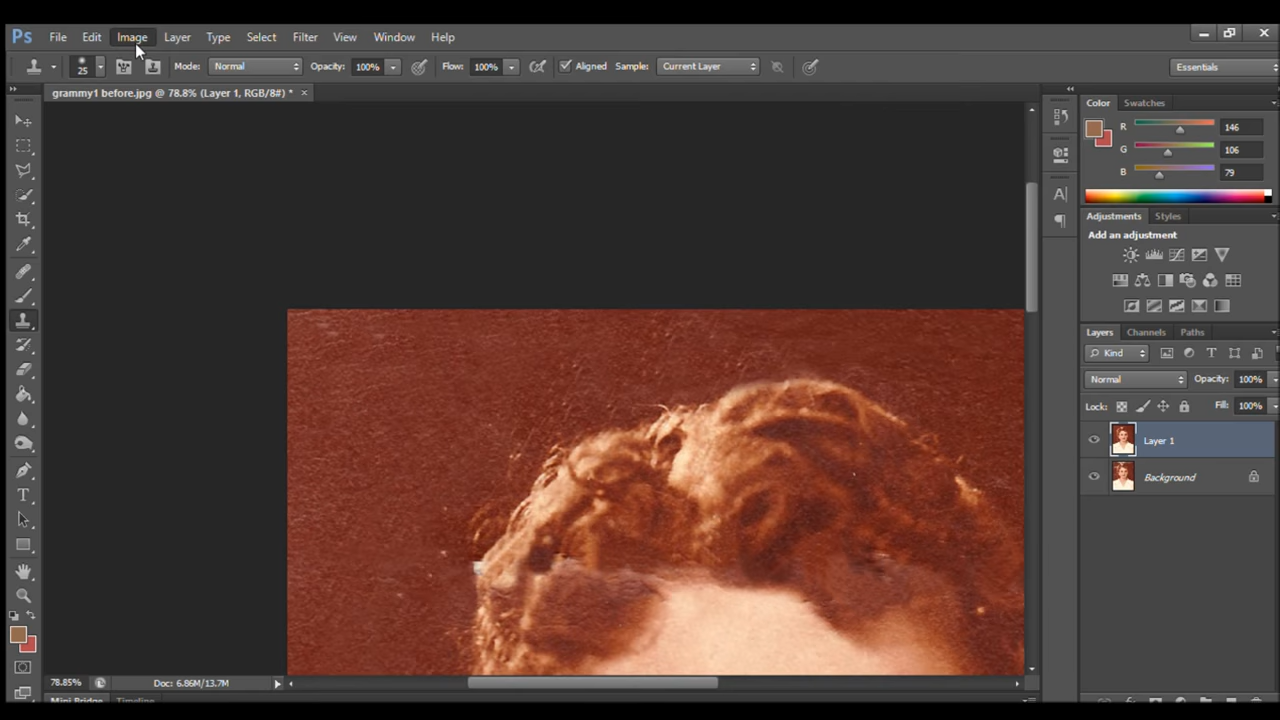 Ps File Edit Image Layer Type Select Filter View Window Help
25 Mode: Normal Opacity: 100% Flow: 100% Aligned Sample: Current Layer Essentials
grammy1 before.jpg @ 78.8% (Layer 1, RGB/8#) *
Color Swatches
R 146
G 106
B 79
Adjustments Styles
Add an adjustment
Layers Channels Paths
Kind
Normal Opacity: 100%
Lock: Fill: 100%
Layer 1
Background
78.85% Doc: 6.86M/13.7M
Mini Bridge Timeline